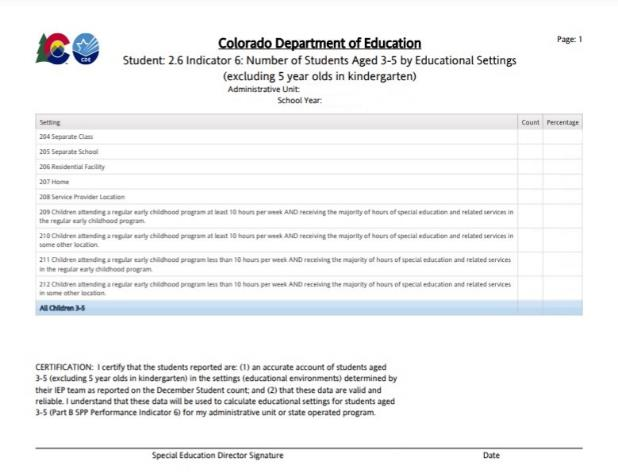 CDE
Colorado Department of Education
Page: 1
Student: 2.6 Indicator 6: Number of Students Aged 3-5 by Educational Settings
(excluding 5 year olds in kindergarten)
Administrative Unit:
School Year:
Setting Count Percentage
204 Separate Class
205 Separate School
206 Residential Facility
207 Home
208 Service Provider Location
209 Children attending a regular early childhood program at least 10 hours per week AND receiving the majority of hours of special education and related services in
the regular early childhood program.
210 Children attending a regular early childhood program at least 10 hours per week AND receiving the majority of hours of special education and related services in
some other location.
211 Children attending a regular early childhood program less than 10 hours per week AND receiving the majority of hours of special education and related services
in the regular early childhood program.
212 Children attending a regular early childhood program less than 10 hours per week AND receiving the majority of hours of special education and related services
in some other location.
All Children 3-5
CERTIFICATION: I certify that the students reported are: (1) an accurate account of students aged
3-5 (excluding 5 year olds in kindergarten) in the settings (educational environments) determined by
their IEP team as reported on the December Student count; and (2) that these data are valid and
reliable. I understand that these data will be used to calculate educational settings for students aged
3-5 (Part B SPP Performance Indicator 6) for my administrative unit or state operated program.
Special Education Director Signature Date